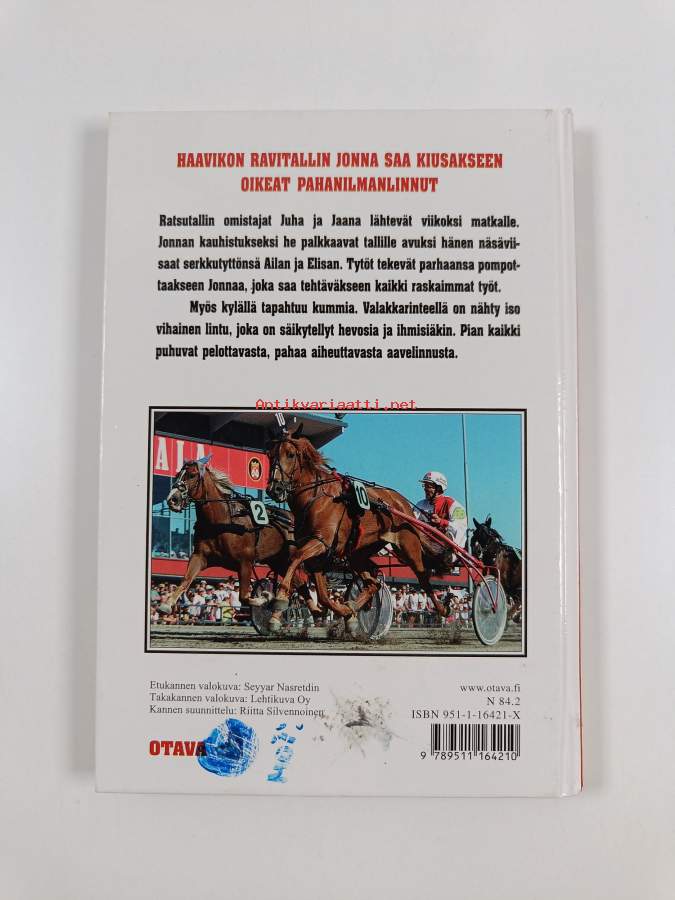 HAAVIKON RAVITALLIN JONNA SAA KIUSAKSEEN
OIKEAT PAHANILMANLINNUT
Ratsutallin omistajat Juha ja Jaana lähtevät viikoksi matkalle.
Jonnan kauhistukseksi he palkkaavat tallille avuksi hänen näsävii-
saat serkkutyttönsä Ailan ja Elisan. Tytöt tekevät parhaansa pompot-
taakseen Jonnaa, joka saa tehtäväkseen kaikki raskaimmat työt.
Myös kylällä tapahtuu kummia. Valakkarinteellä on nähty iso
vihainen lintu, joka on säikytellyt hevosia ja ihmisiäkin. Pian kaikki
puhuvat pelottavasta, pahaa aiheuttavasta aavelinnusta.
Antikvariaatti.net
10
ALA
2
10
Etukannen valokuva: Seyyar Nasretdin
Takakannen valokuva: Lehtikuva Oy
Kannen suunnittelu: Riitta Silvennoinen
www.otava.fi
N 84.2
ISBN 951-1-16421-X
OTAVA
9 789511 164210